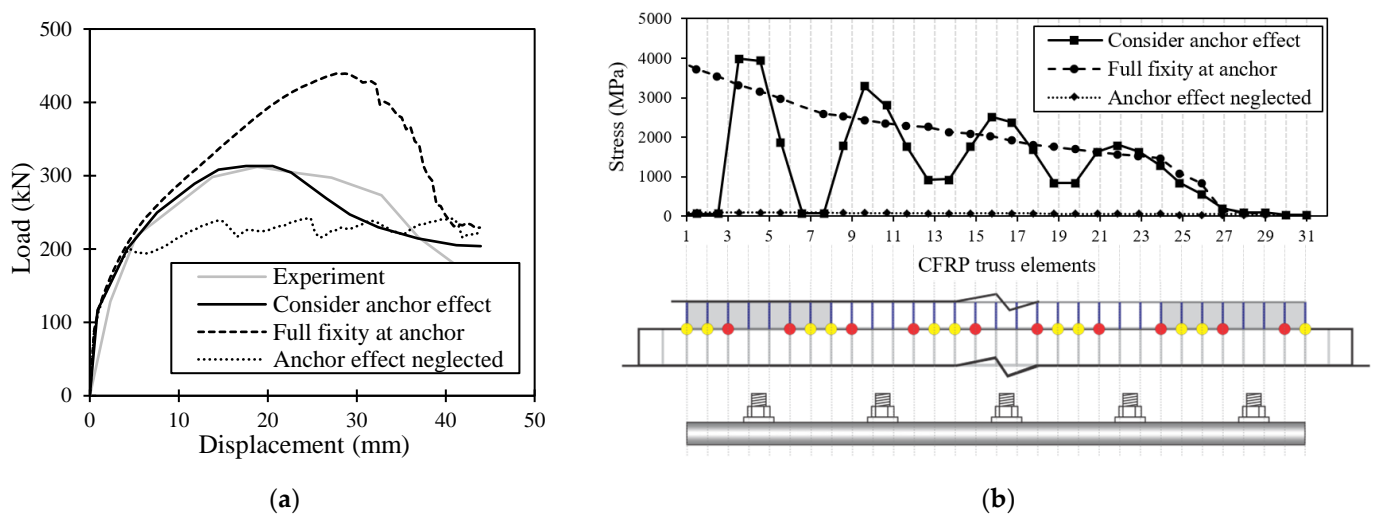 500
400
300
200
100
0
Load (kN)
0 10 20 30 40 50
Displacement (mm)
Experiment
Consider anchor effect
Full fixity at anchor
Anchor effect neglected
(a)
5000
4000
3000
2000
1000
0
Stress (MPa)
Consider anchor effect
Full fixity at anchor
Anchor effect neglected
1 3 5 7 9 11 13 15 17 19 21 23 25 27 29 31
CFRP truss elements
(b)